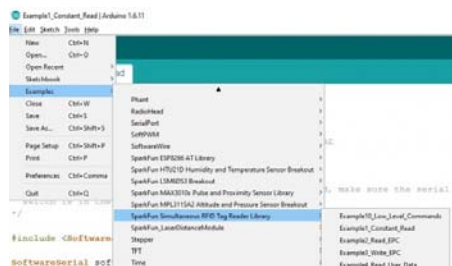 Example1_Constant_Read | Arduino 1.6.11
File Edit Sketch Tools Help
New Ctrl+N
Open... Ctrl+O
Open Recent
Sketchbook
Examples
Close Ctrl+W
Save Ctrl+S
Save As... Ctrl+Shift+S
Page Setup Ctrl+Shift+P
Print Ctrl+P
Preferences Ctrl+Comma
Quit Ctrl+Q
Phant
RadioHead
SerialPort
SoftPWM
SoftwareWire
SparkFun ESP8266 AT Library
SparkFun HTU21D Humidity and Temperature Sensor Breakout
SparkFun LSM6DS3 Breakout
SparkFun MAX3010x Pulse and Proximity Sensor Library
SparkFun MPL3115A2 Altitude and Pressure Sensor Breakout
SparkFun Simultaneous RFID Tag Reader Library
SparkFun_LaserDistanceModule
Stepper
TFT
Time
Example10_Low_Level_Commands
Example1_Constant_Read
Example2_Read_EPC
Example3_Write_EPC
Example4_Read_User_Data
, make sure the serial
*/
#include <Software
SoftwareSerial sof